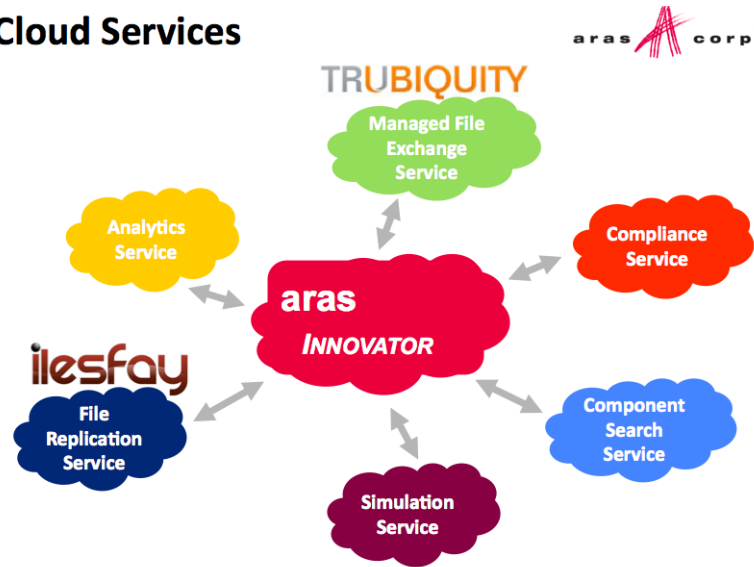 Cloud Services
aras corp
TRUBIQUITY
Managed File
Exchange
Service
Analytics
Service
Compliance
Service
aras
INNOVATOR
ilesfay
File
Replication
Service
Component
Search
Service
Simulation
Service